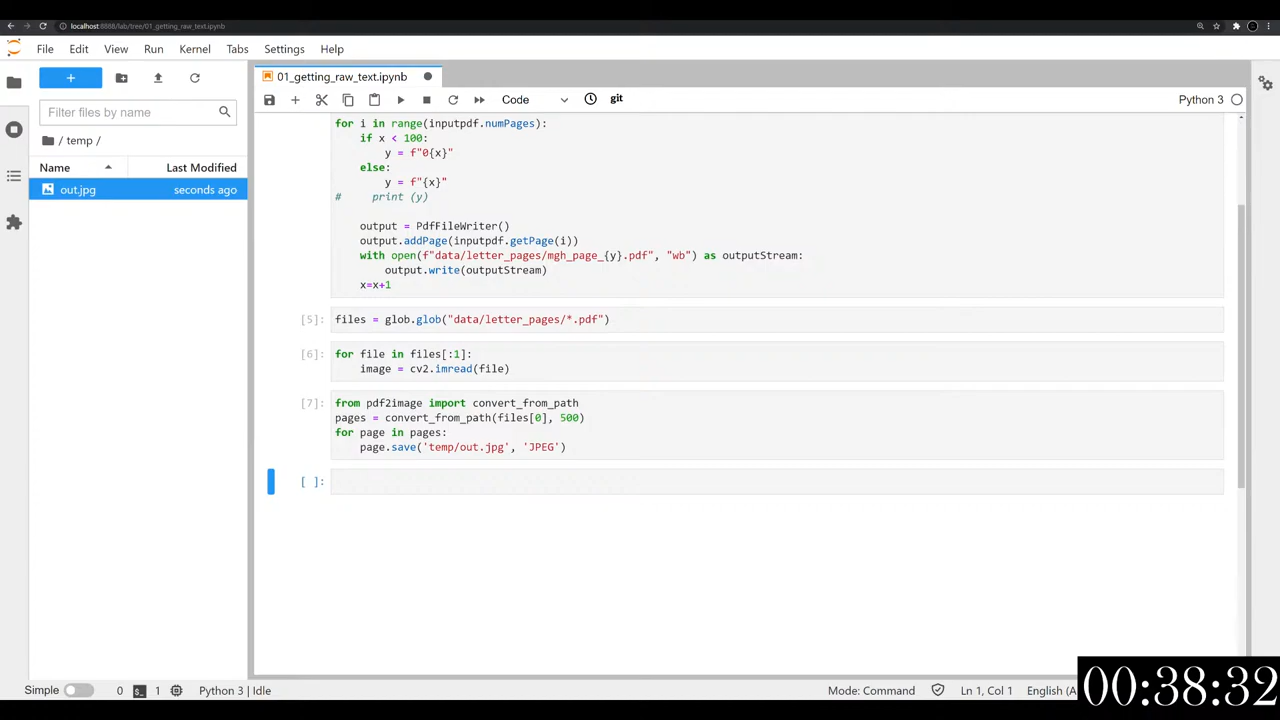 localhost:8888/lab/tree/01_getting_raw_text.ipynb
File Edit View Run Kernel Tabs Settings Help
01_getting_raw_text.ipynb
Code
git
Python 3
Filter files by name
/ temp /
Name Last Modified
out.jpg seconds ago
for i in range(inputpdf.numPages):
    if x < 100:
        y = f"0{x}"
    else:
        y = f"{x}"
#     print (y)
    output = PdfFileWriter()
    output.addPage(inputpdf.getPage(i))
    with open(f"data/letter_pages/mgh_page_{y}.pdf", "wb") as outputStream:
        output.write(outputStream)
    x=x+1
[5]: files = glob.glob("data/letter_pages/*.pdf")
[6]: for file in files[:1]:
    image = cv2.imread(file)
[7]: from pdf2image import convert_from_path
pages = convert_from_path(files[0], 500)
for page in pages:
    page.save('temp/out.jpg', 'JPEG')
[ ]:
Simple 0 $_ 1 Python 3 | Idle Mode: Command Ln 1, Col 1 English (A
00:38:32